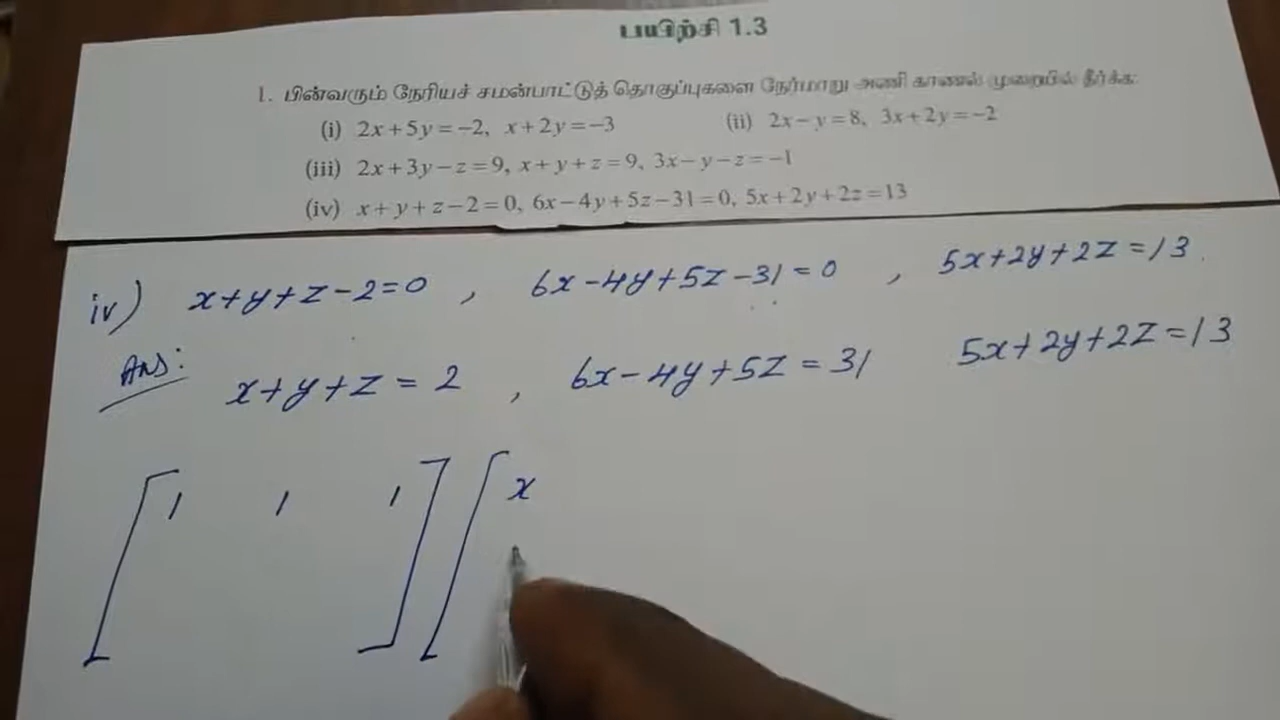 பயிற்சி 1.3
1. பின்வரும் நேரியச் சமன்பாட்டுத் தொகுப்புகளை நேர்மாறு அணி காணல் முறையில் தீர்க்க:
(i) 2x+5y=-2, x+2y=-3 (ii) 2x-y=8, 3x+2y=-2
(iii) 2x+3y-z=9, x+y+z=9, 3x-y-z=-1
(iv) x+y+z-2=0, 6x-4y+5z-31=0, 5x+2y+2z=13
iv) x+y+z-2=0 , 6x-4y+5z-31=0 , 5x+2y+2z=13
Ans: x+y+z = 2 , 6x-4y+5z = 31 5x+2y+2z=13
[ 1 1 1 ] [ x